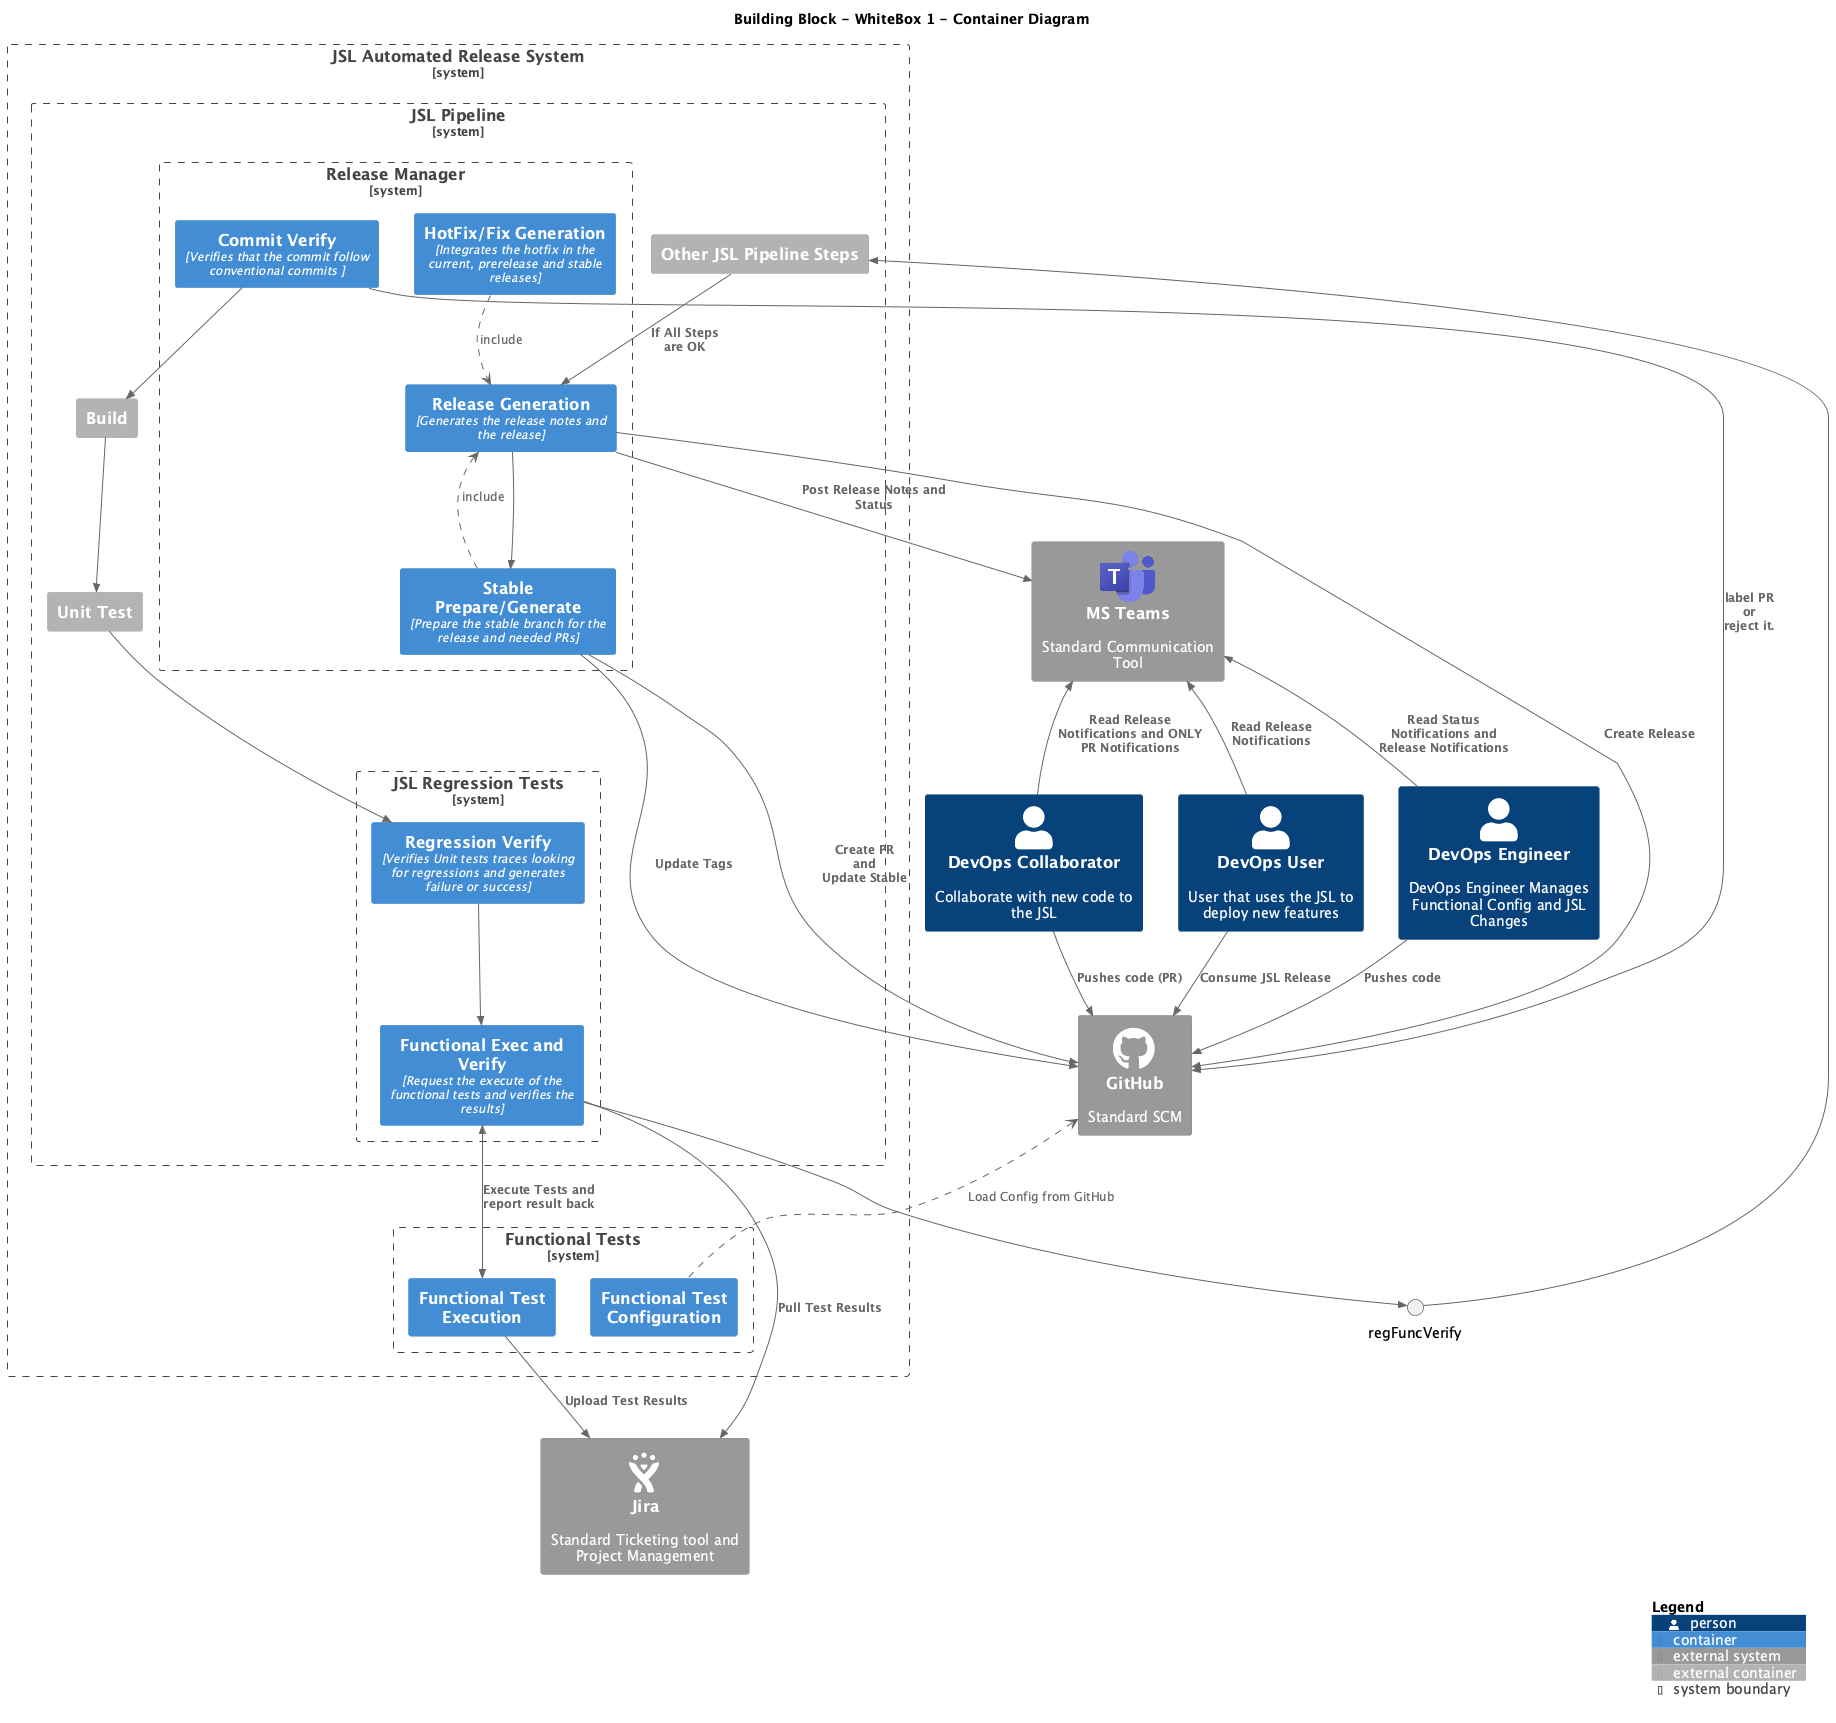 Building Block - WhiteBox 1 - Container Diagram
JSL Automated Release System
[system]
JSL Pipeline
[system]
Release Manager
[system]
Commit Verify
[Verifies that the commit follow
conventional commits ]
HotFix/Fix Generation
[Integrates the hotfix in the
current, prerelease and stable
releases]
Other JSL Pipeline Steps
include
If All Steps
are OK
Build
Release Generation
[Generates the release notes and
the release]
include
Post Release Notes and
Status
Unit Test
Stable
Prepare/Generate
[Prepare the stable branch for the
release and needed PRs]
T
MS Teams
Standard Communication
Tool
label PR
or
reject it.
Read Release
Notifications and ONLY
PR Notifications
Read Release
Notifications
Read Status
Notifications and
Release Notifications
Create Release
JSL Regression Tests
[system]
Regression Verify
[Verifies Unit tests traces looking
for regressions and generates
failure or success]
Update Tags
Create PR
and
Update Stable
DevOps Collaborator
Collaborate with new code to
the JSL
DevOps User
User that uses the JSL to
deploy new features
DevOps Engineer
DevOps Engineer Manages
Functional Config and JSL
Changes
Pushes code (PR)
Consume JSL Release
Pushes code
Functional Exec and
Verify
[Request the execute of the
functional tests and verifies the
results]
GitHub
Standard SCM
Execute Tests and
report result back
Load Config from GitHub
Functional Tests
[system]
Functional Test
Execution
Functional Test
Configuration
Pull Test Results
regFuncVerify
Upload Test Results
Jira
Standard Ticketing tool and
Project Management
Legend
person
container
external system
external container
system boundary